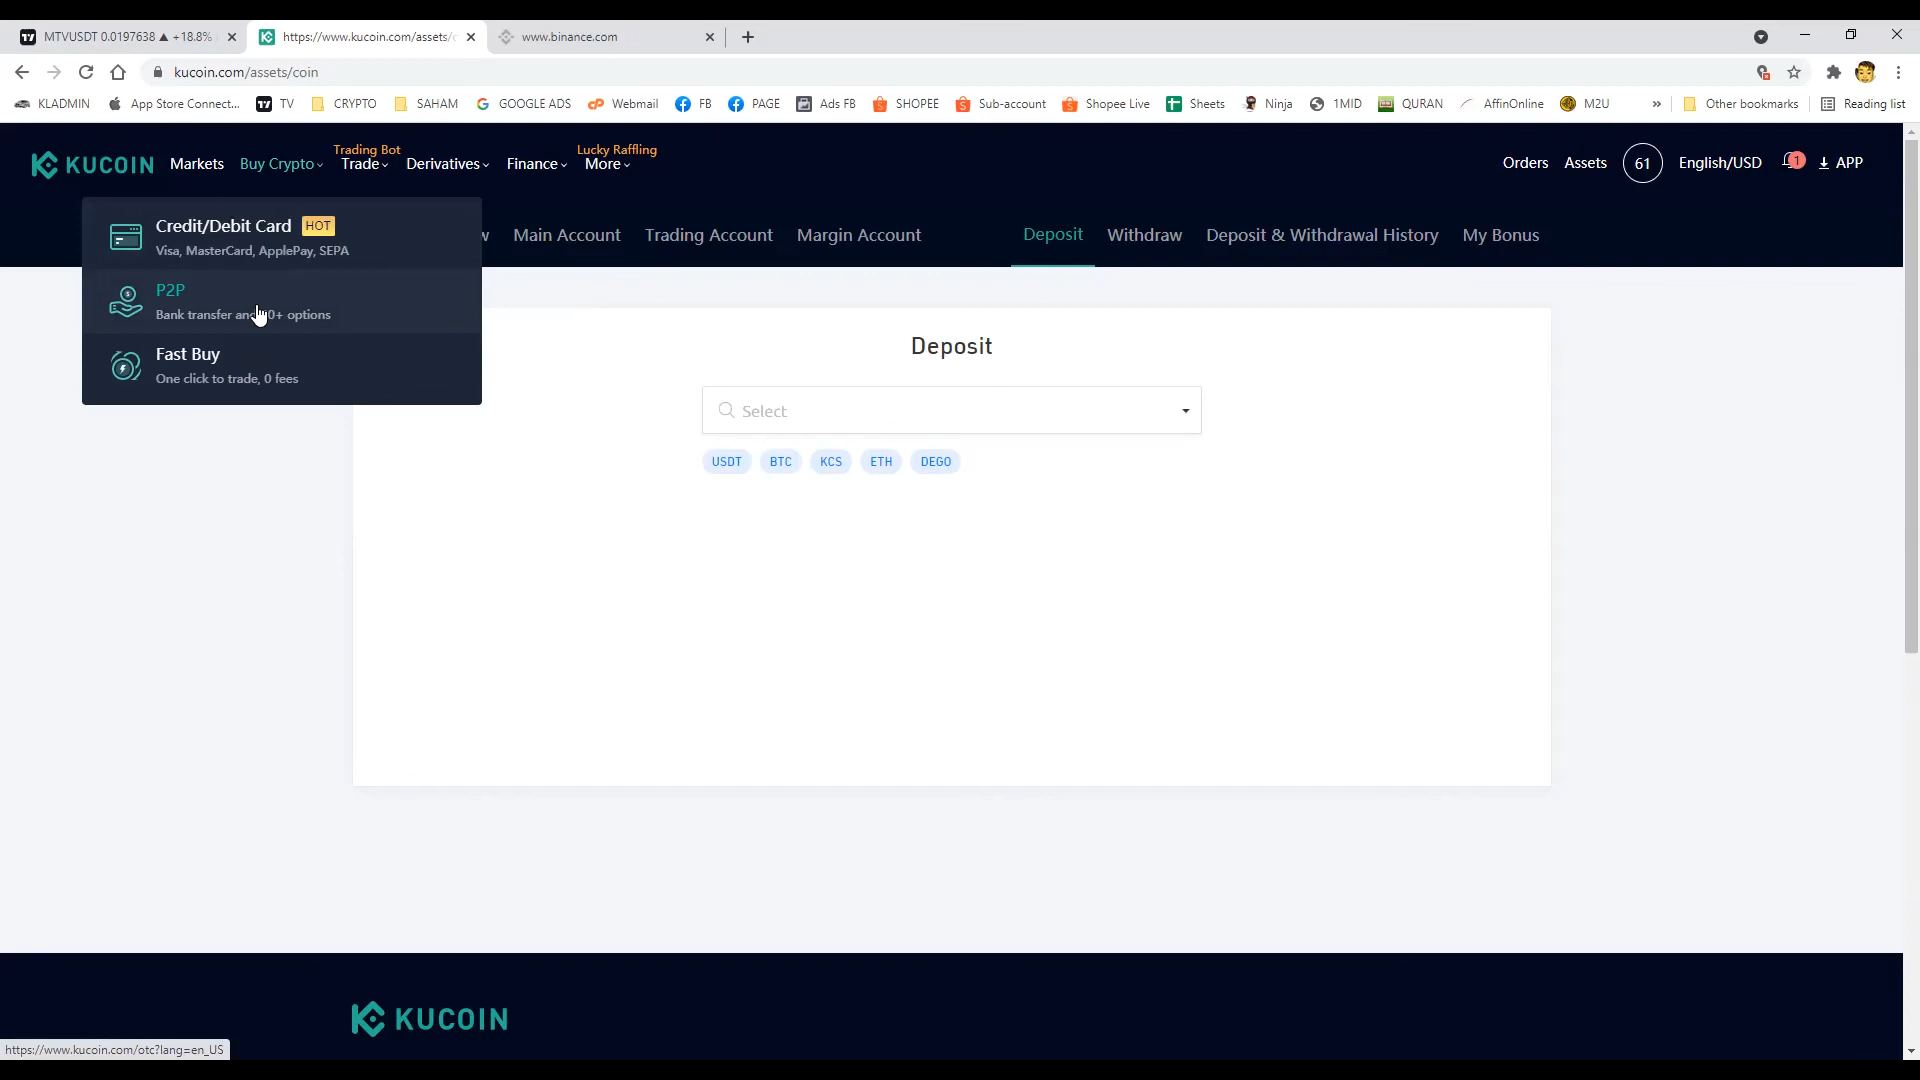 MTVUSDT 0.0197638 ▲ +18.8%
https://www.kucoin.com/assets/c
www.binance.com
kucoin.com/assets/coin
KLADMIN
App Store Connect...
TV
CRYPTO
SAHAM
GOOGLE ADS
Webmail
FB
PAGE
Ads FB
SHOPEE
Sub-account
Shopee Live
Sheets
Ninja
1MID
QURAN
AffinOnline
M2U
»
Other bookmarks
Reading list
KUCOIN
Markets
Buy Crypto
Trading Bot
Trade
Derivatives
Finance
Lucky Raffling
More
Orders
Assets
61
English/USD
1
APP
Credit/Debit Card HOT
Visa, MasterCard, ApplePay, SEPA
P2P
Bank transfer an 0+ options
Fast Buy
One click to trade, 0 fees
w
Main Account
Trading Account
Margin Account
Deposit
Withdraw
Deposit & Withdrawal History
My Bonus
Deposit
Select
USDT
BTC
KCS
ETH
DEGO
KUCOIN
https://www.kucoin.com/otc?lang=en_US